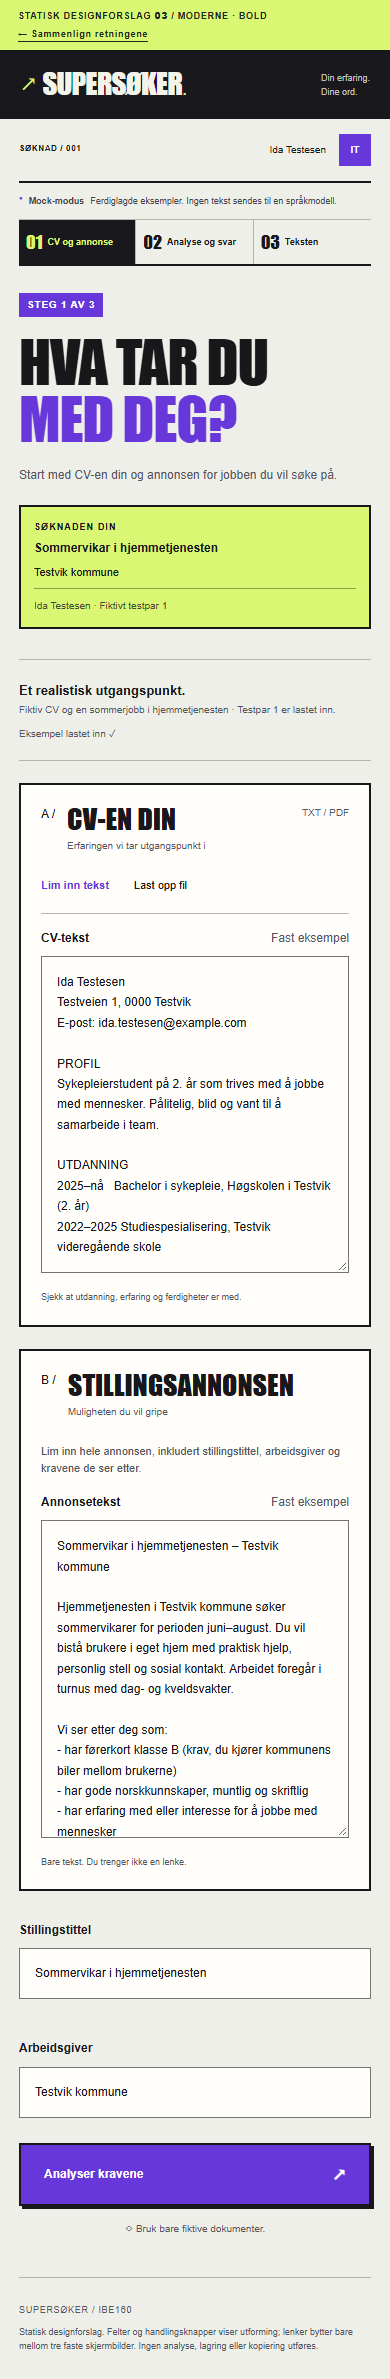 STATISK DESIGNFORSLAG 03 / MODERNE · BOLD
← Sammenlign retningene
↗ SUPERSØKER.
Din erfaring.
Dine ord.
SØKNAD / 001
Ida Testesen
IT
* Mock-modus Ferdiglagde eksempler. Ingen tekst sendes til en språkmodell.
01 CV og annonse
02 Analyse og svar
03 Teksten
STEG 1 AV 3
HVA TAR DU
MED DEG?
Start med CV-en din og annonsen for jobben du vil søke på.
SØKNADEN DIN
Sommervikar i hjemmetjenesten
Testvik kommune
Ida Testesen · Fiktivt testpar 1
Et realistisk utgangspunkt.
Fiktiv CV og en sommerjobb i hjemmetjenesten · Testpar 1 er lastet inn.
Eksempel lastet inn ✓
A / CV-EN DIN
TXT / PDF
Erfaringen vi tar utgangspunkt i
Lim inn tekst
Last opp fil
CV-tekst
Fast eksempel
Ida Testesen
Testveien 1, 0000 Testvik
E-post: ida.testesen@example.com
PROFIL
Sykepleierstudent på 2. år som trives med å jobbe
med mennesker. Pålitelig, blid og vant til å
samarbeide i team.
UTDANNING
2025–nå Bachelor i sykepleie, Høgskolen i Testvik
(2. år)
2022–2025 Studiespesialisering, Testvik
videregående skole
Sjekk at utdanning, erfaring og ferdigheter er med.
B / STILLINGSANNONSEN
Muligheten du vil gripe
Lim inn hele annonsen, inkludert stillingstittel, arbeidsgiver og
kravene de ser etter.
Annonsetekst
Fast eksempel
Sommervikar i hjemmetjenesten – Testvik
kommune
Hjemmetjenesten i Testvik kommune søker
sommervikarer for perioden juni–august. Du vil
bistå brukere i eget hjem med praktisk hjelp,
personlig stell og sosial kontakt. Arbeidet foregår i
turnus med dag- og kveldsvakter.
Vi ser etter deg som:
- har førerkort klasse B (krav, du kjører kommunens
biler mellom brukerne)
- har gode norskkunnskaper, muntlig og skriftlig
- har erfaring med eller interesse for å jobbe med
mennesker
Bare tekst. Du trenger ikke en lenke.
Stillingstittel
Sommervikar i hjemmetjenesten
Arbeidsgiver
Testvik kommune
Analyser kravene ↗
◇ Bruk bare fiktive dokumenter.
SUPERSØKER / IBE160
Statisk designforslag. Felter og handlingsknapper viser utforming; lenker bytter bare
mellom tre faste skjermbilder. Ingen analyse, lagring eller kopiering utføres.